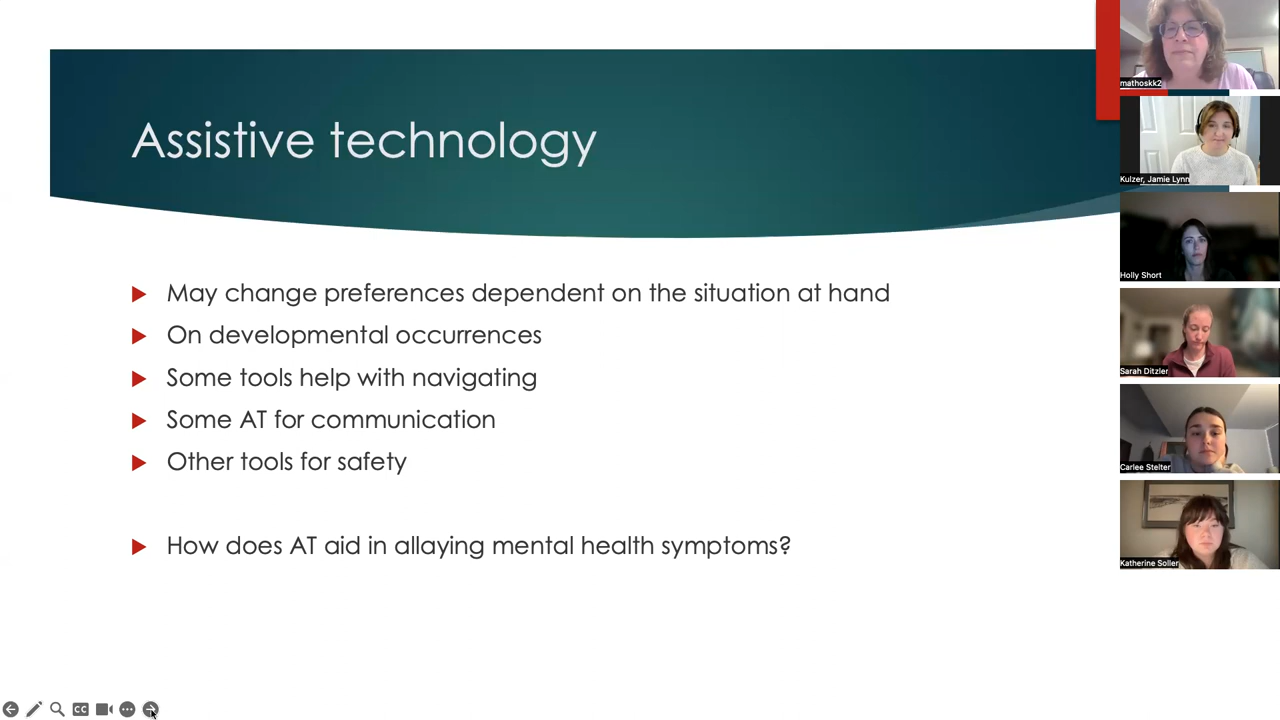 Assistive technology
May change preferences dependent on the situation at hand
On developmental occurrences
Some tools help with navigating
Some AT for communication
Other tools for safety
How does AT aid in allaying mental health symptoms?
mathoskk2
Kulzer, Jamie Lynn
Holly Short
Sarah Ditzler
Carlee Stelter
Katherine Soller
CC